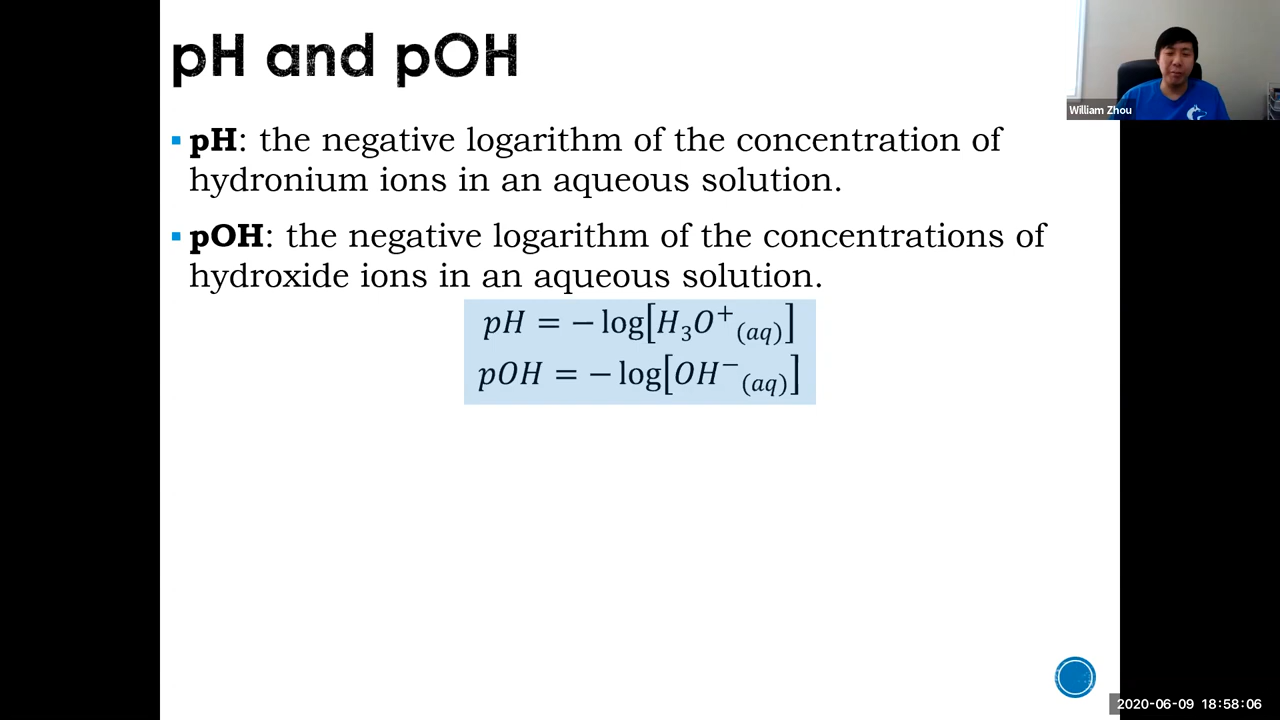 pH and pOH
William Zhou
▪ pH: the negative logarithm of the concentration of
hydronium ions in an aqueous solution.
▪ pOH: the negative logarithm of the concentrations of
hydroxide ions in an aqueous solution.
pH = − log[H₃O⁺₍aq₎]
pOH = − log[OH⁻₍aq₎]
2020-06-09 18:58:06